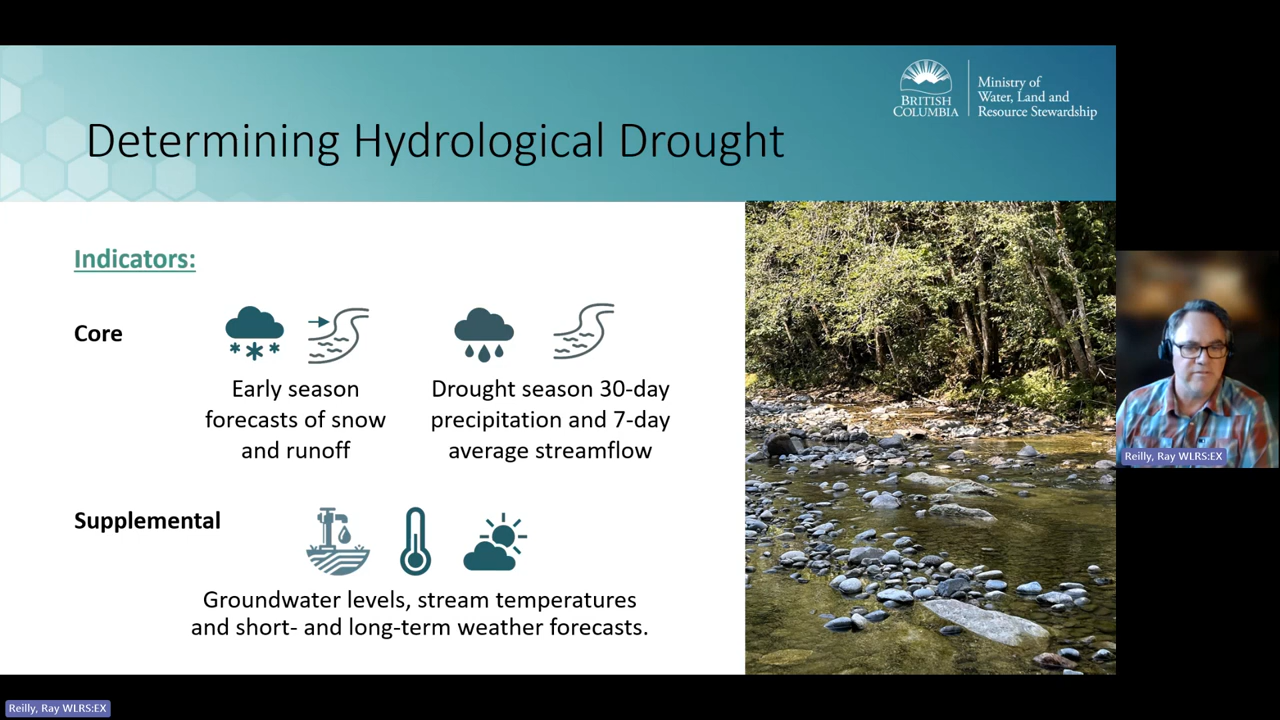 BRITISH
COLUMBIA
Ministry of
Water, Land and
Resource Stewardship
Determining Hydrological Drought
Indicators:
Core
Early season
forecasts of snow
and runoff
Drought season 30-day
precipitation and 7-day
average streamflow
Supplemental
Groundwater levels, stream temperatures
and short- and long-term weather forecasts.
Reilly, Ray WLRS:EX
Reilly, Ray WLRS:EX